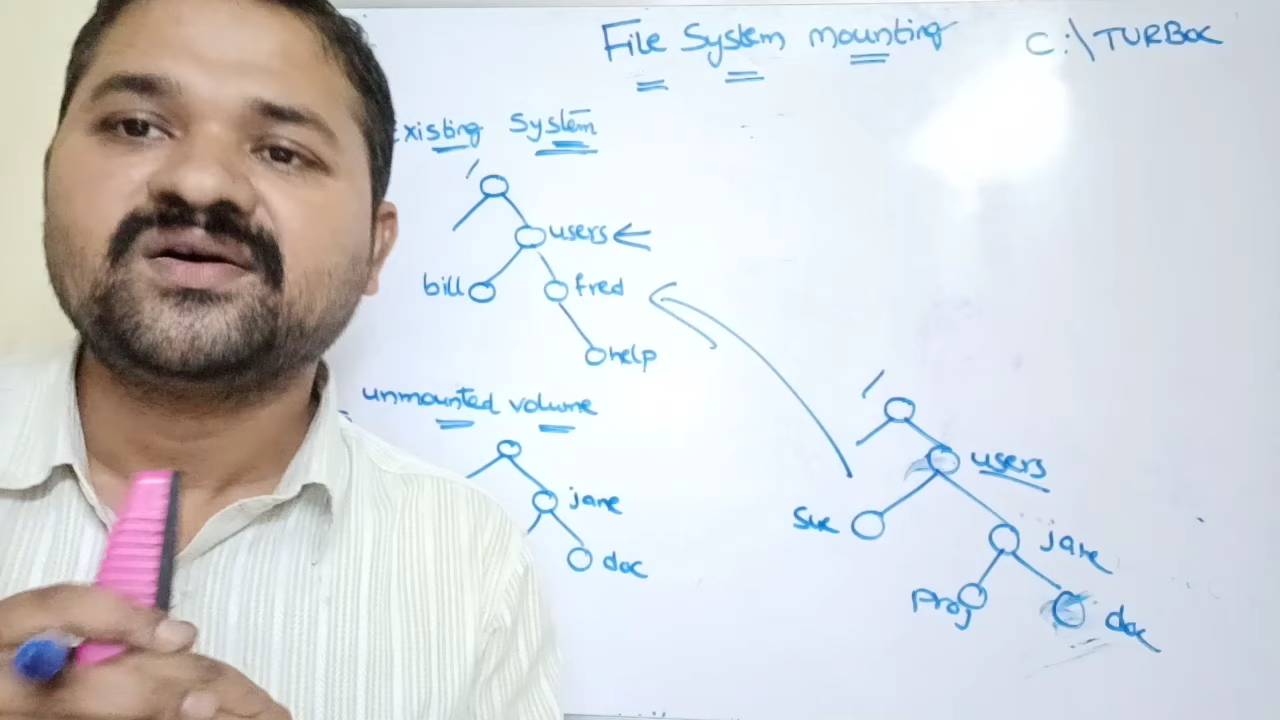 File System mounting
C:\TURBOC
Existing System
/
users
bill
fred
help
unmounted volume
jane
doc
/
users
Sue
jane
Proj
doc